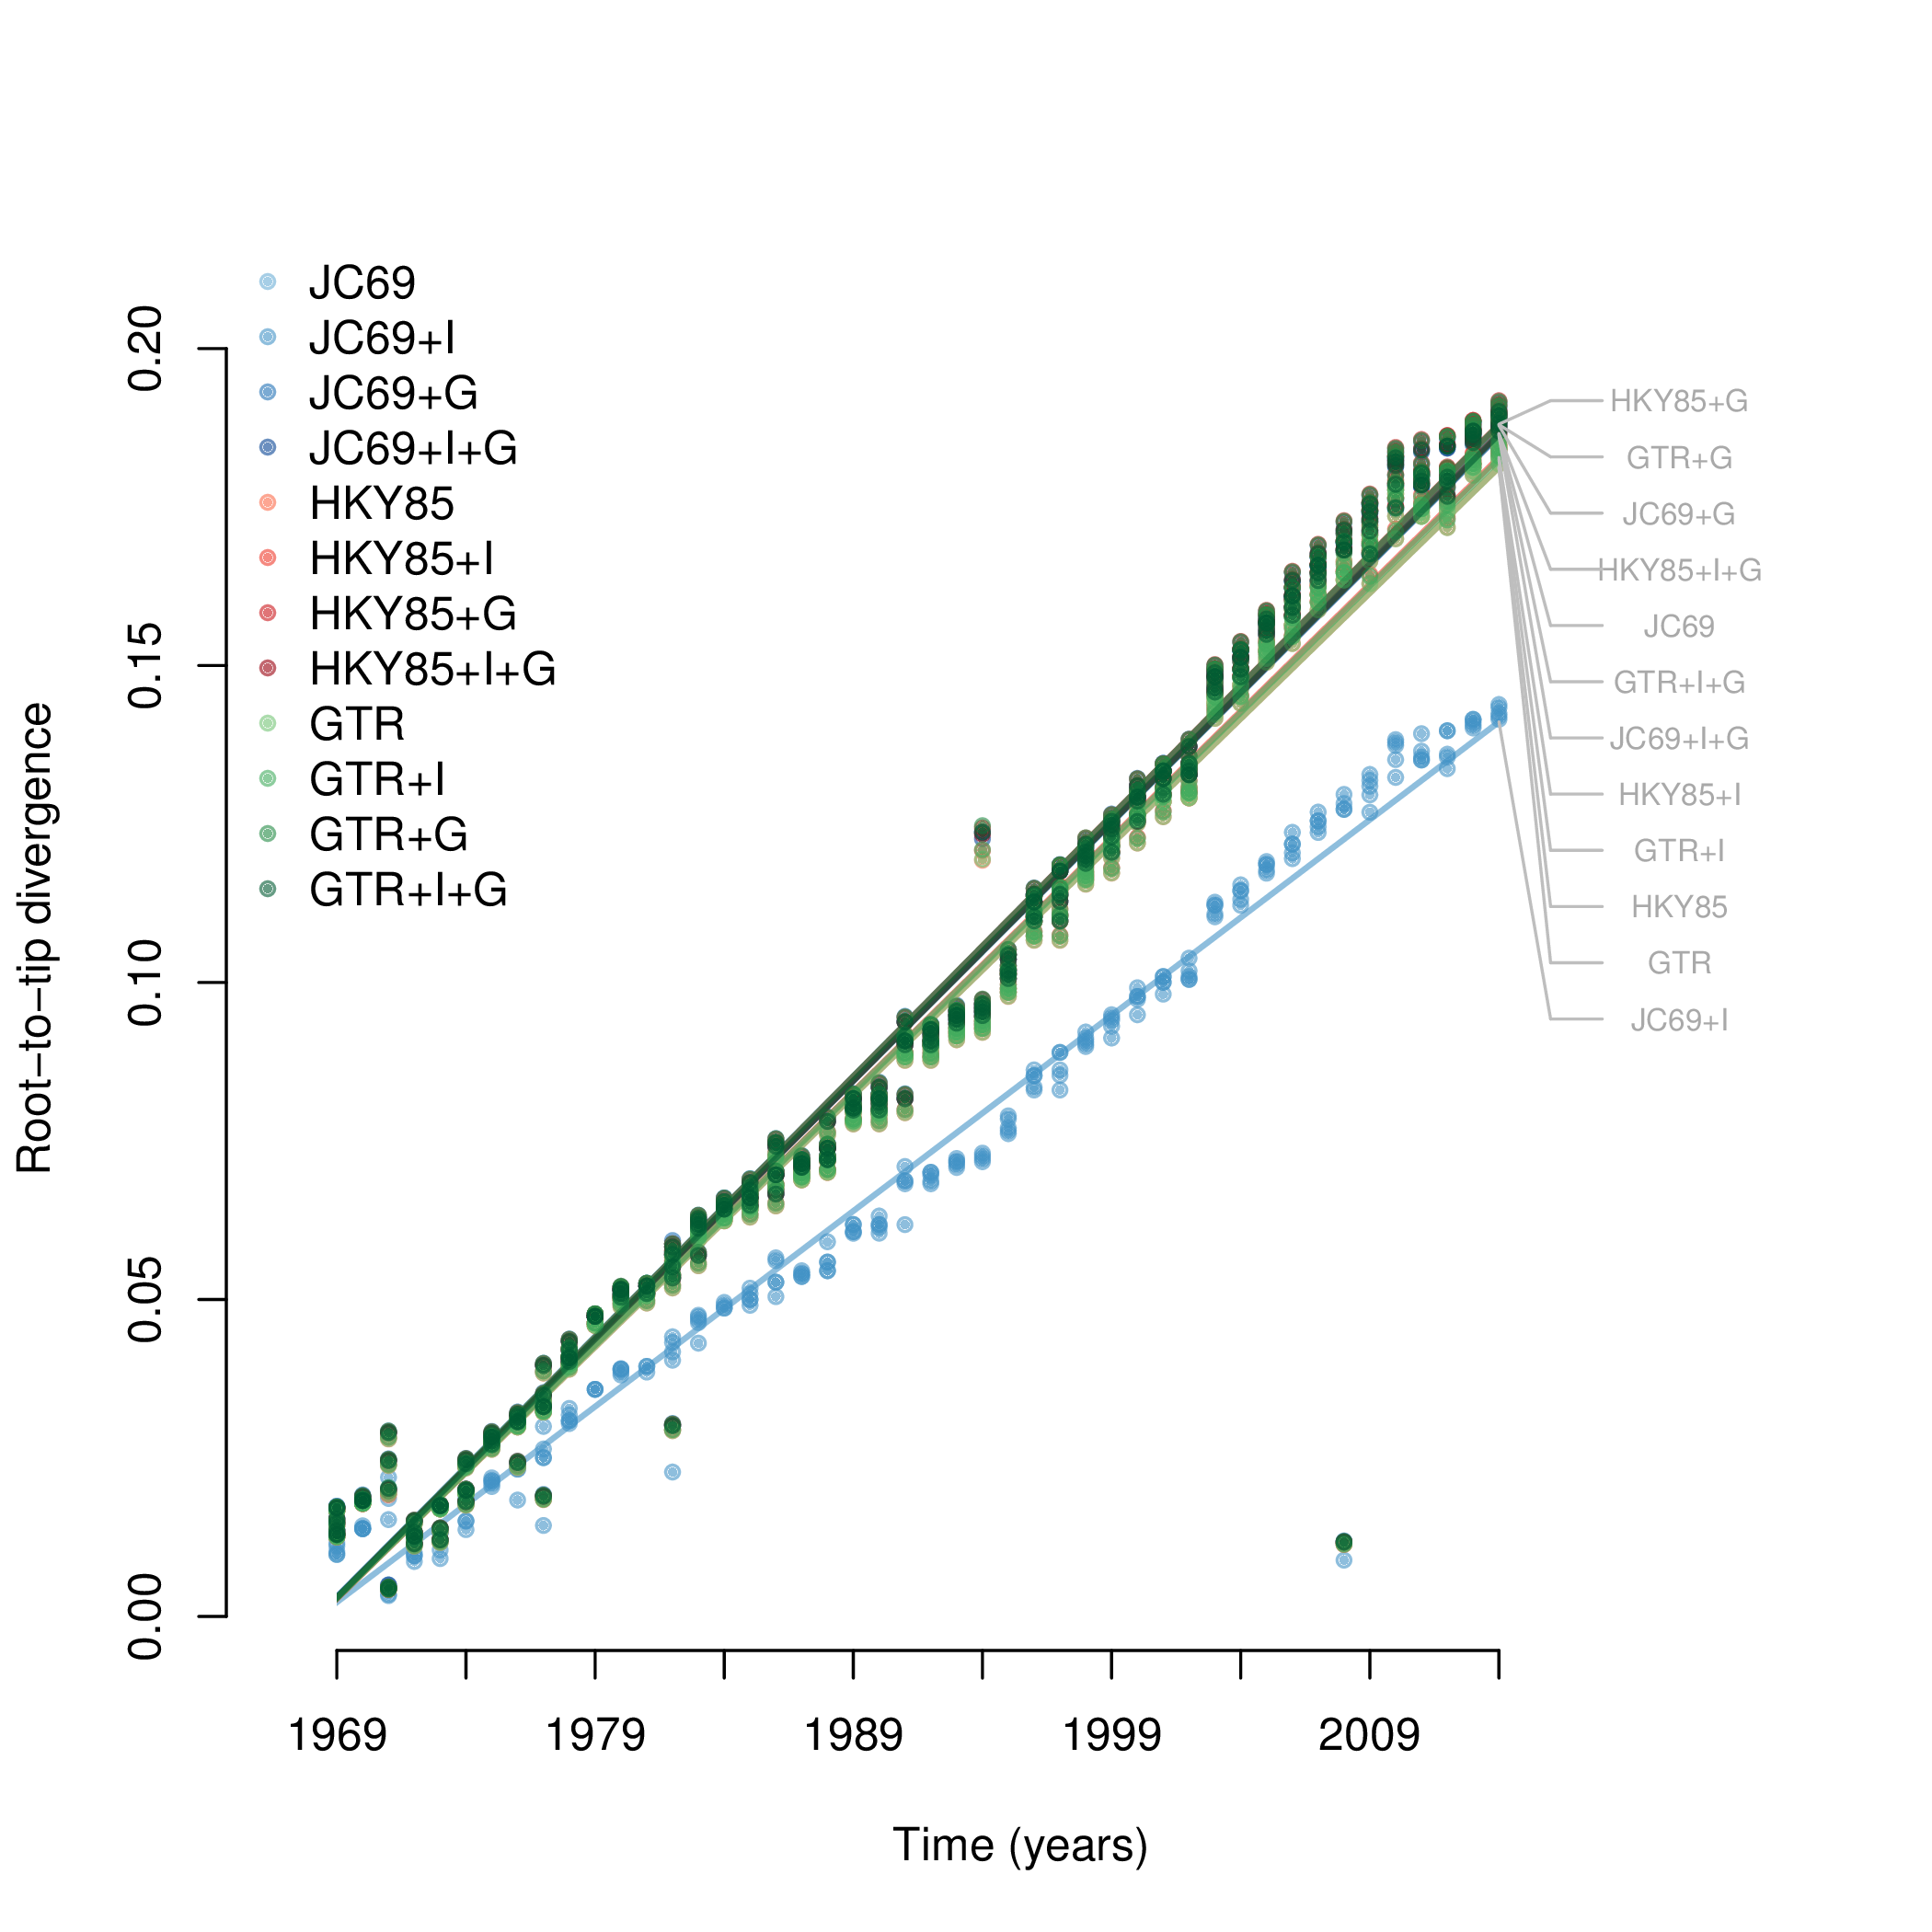 JC69
JC69+I
JC69+G
JC69+I+G
HKY85
HKY85+I
HKY85+G
HKY85+I+G
GTR
GTR+I
GTR+G
GTR+I+G
0.20
0.15
0.10
0.05
0.00
Root-to-tip divergence
1969 1979 1989 1999 2009
Time (years)
HKY85+G
GTR+G
JC69+G
HKY85+I+G
JC69
GTR+I+G
JC69+I+G
HKY85+I
GTR+I
HKY85
GTR
JC69+I